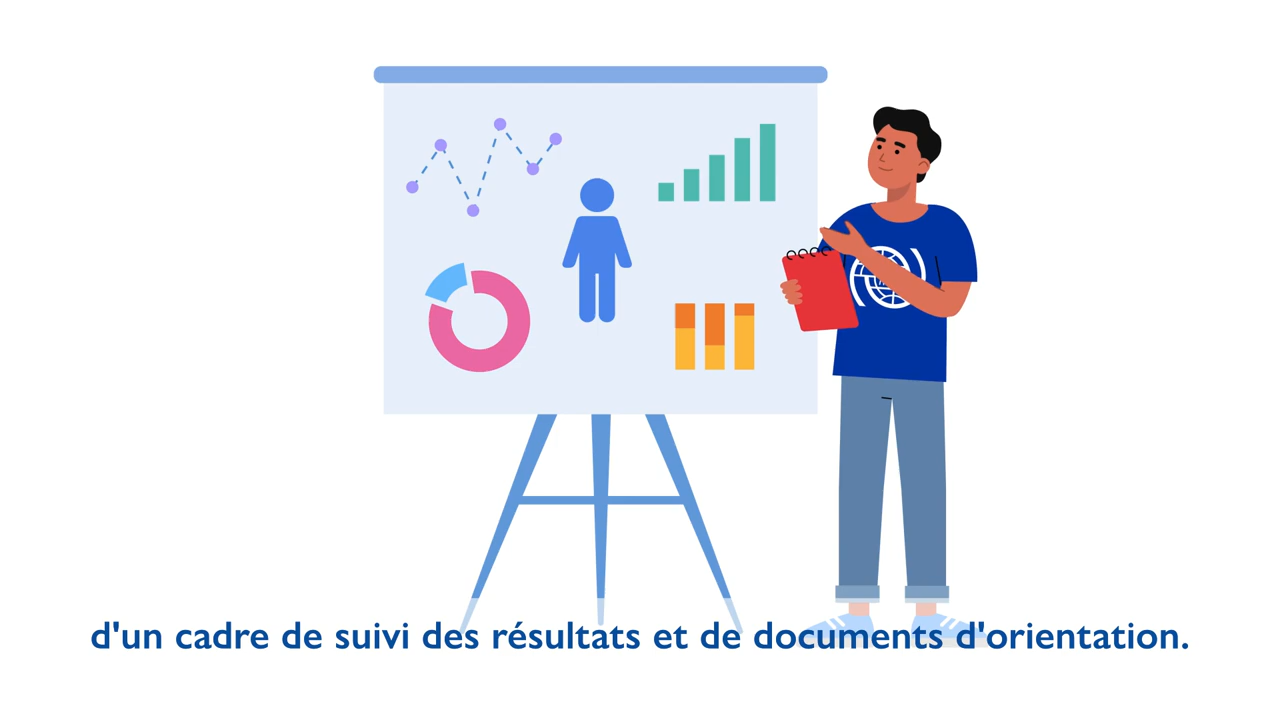 d'un cadre de suivi des résultats et de documents d'orientation.